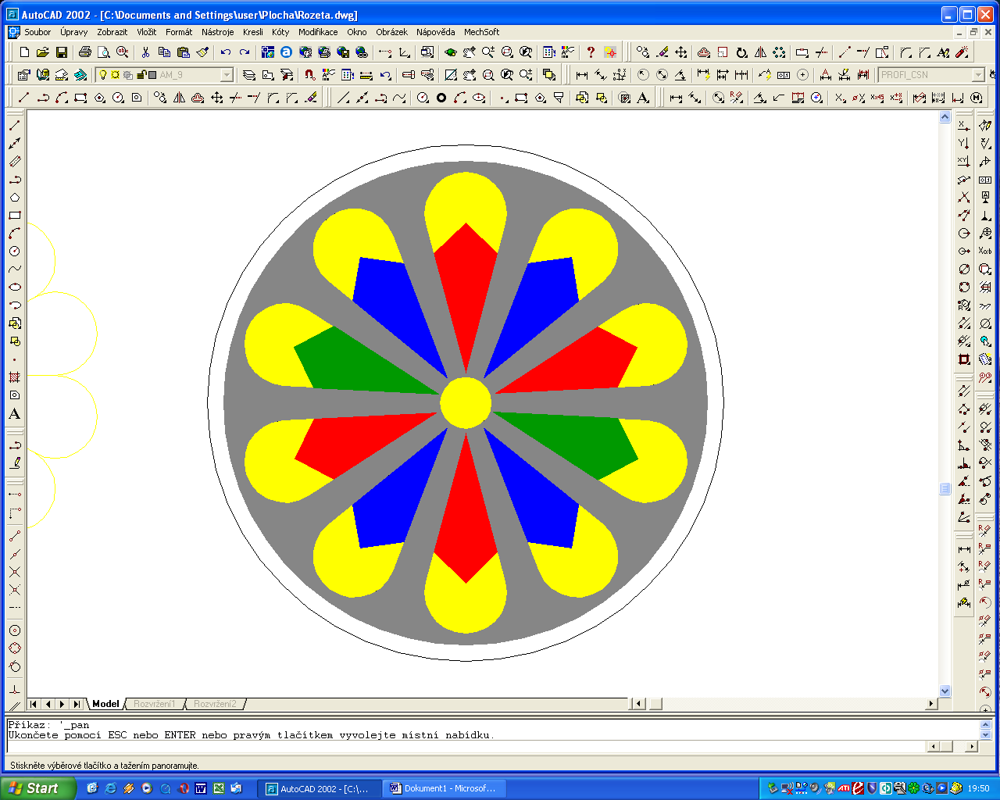 AutoCAD 2002 - [C:\Documents and Settings\user\Plocha\Rozeta.dwg]
Soubor Úpravy Zobrazit Vložit Formát Nástroje Kresli Kóty Modifikace Okno Obrázek Nápověda MechSoft
AM_9
PROFI_CSN
Model Rozvržení1 Rozvržení2
Příkaz: '_pan
Ukončete pomocí ESC nebo ENTER nebo pravým tlačítkem vyvolejte místní nabídku.
Stiskněte výběrové tlačítko a tažením panoramujte.
Start AutoCAD 2002 - [C:\... Dokument1 - Microsof... 19:50